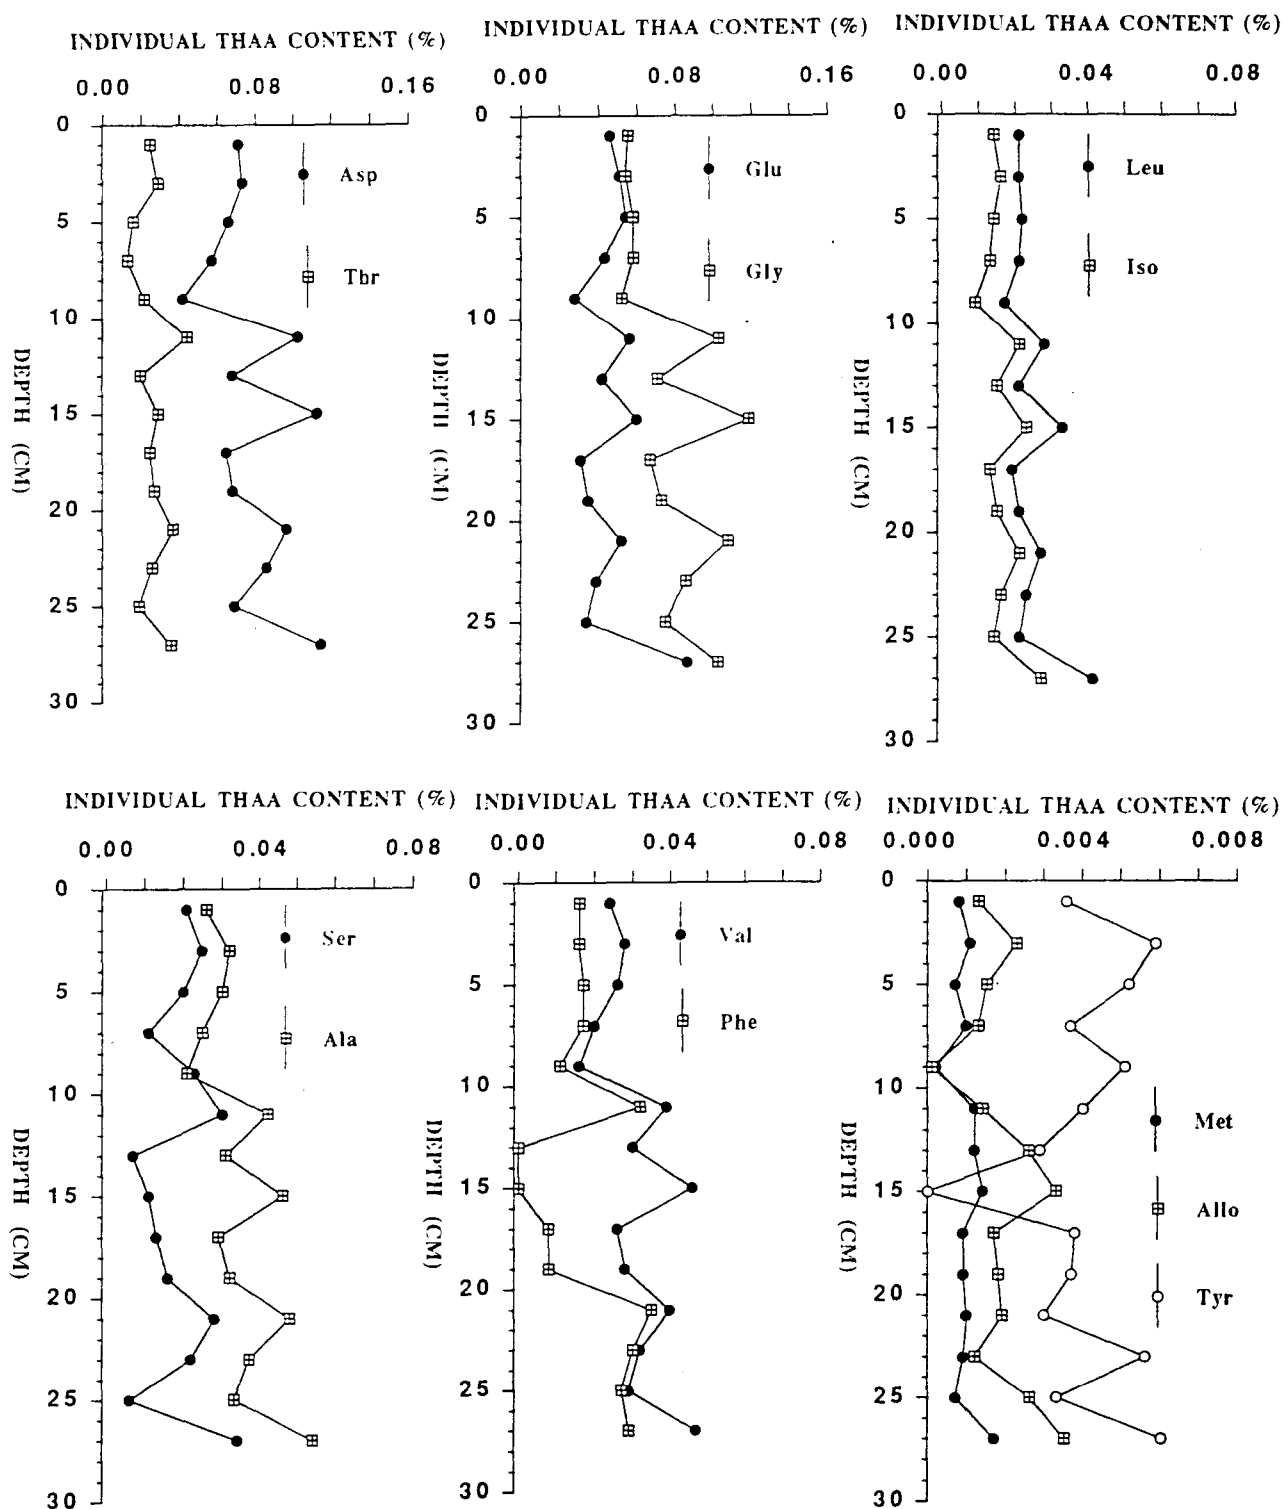 INDIVIDUAL THAA CONTENT (%)
0.00 0.08 0.16
0
5
10
15
20
25
30
DEPTH (CM)
Asp
Thr
INDIVIDUAL THAA CONTENT (%)
0.00 0.08 0.16
0
5
10
15
20
25
30
DEPTH (CM)
Glu
Gly
INDIVIDUAL THAA CONTENT (%)
0.00 0.04 0.08
0
5
10
15
20
25
30
DEPTH (CM)
Leu
Iso
INDIVIDUAL THAA CONTENT (%)
0.00 0.04 0.08
0
5
10
15
20
25
30
DEPTH (CM)
Ser
Ala
INDIVIDUAL THAA CONTENT (%)
0.00 0.04 0.08
0
5
10
15
20
25
30
DEPTH (CM)
Val
Phe
INDIVIDUAL THAA CONTENT (%)
0.000 0.004 0.008
0
5
10
15
20
25
30
DEPTH (CM)
Met
Allo
Tyr